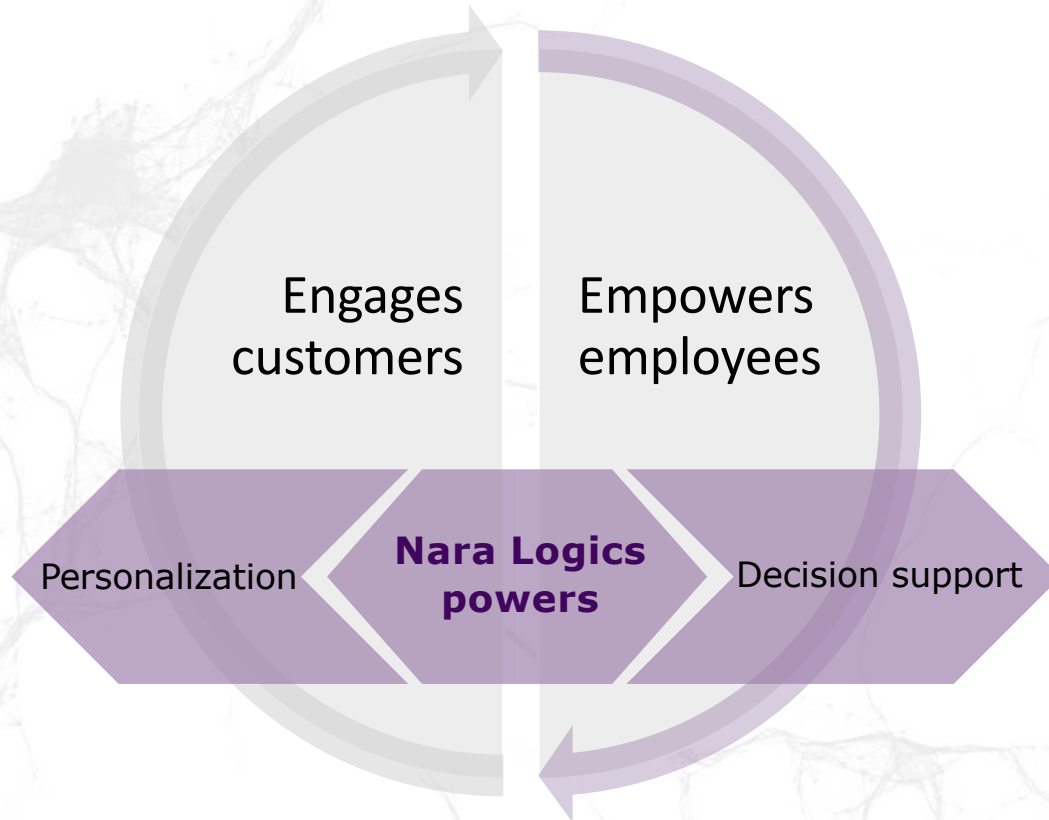 Engages
customers
Empowers
employees
Personalization
Nara Logics
powers
Decision support